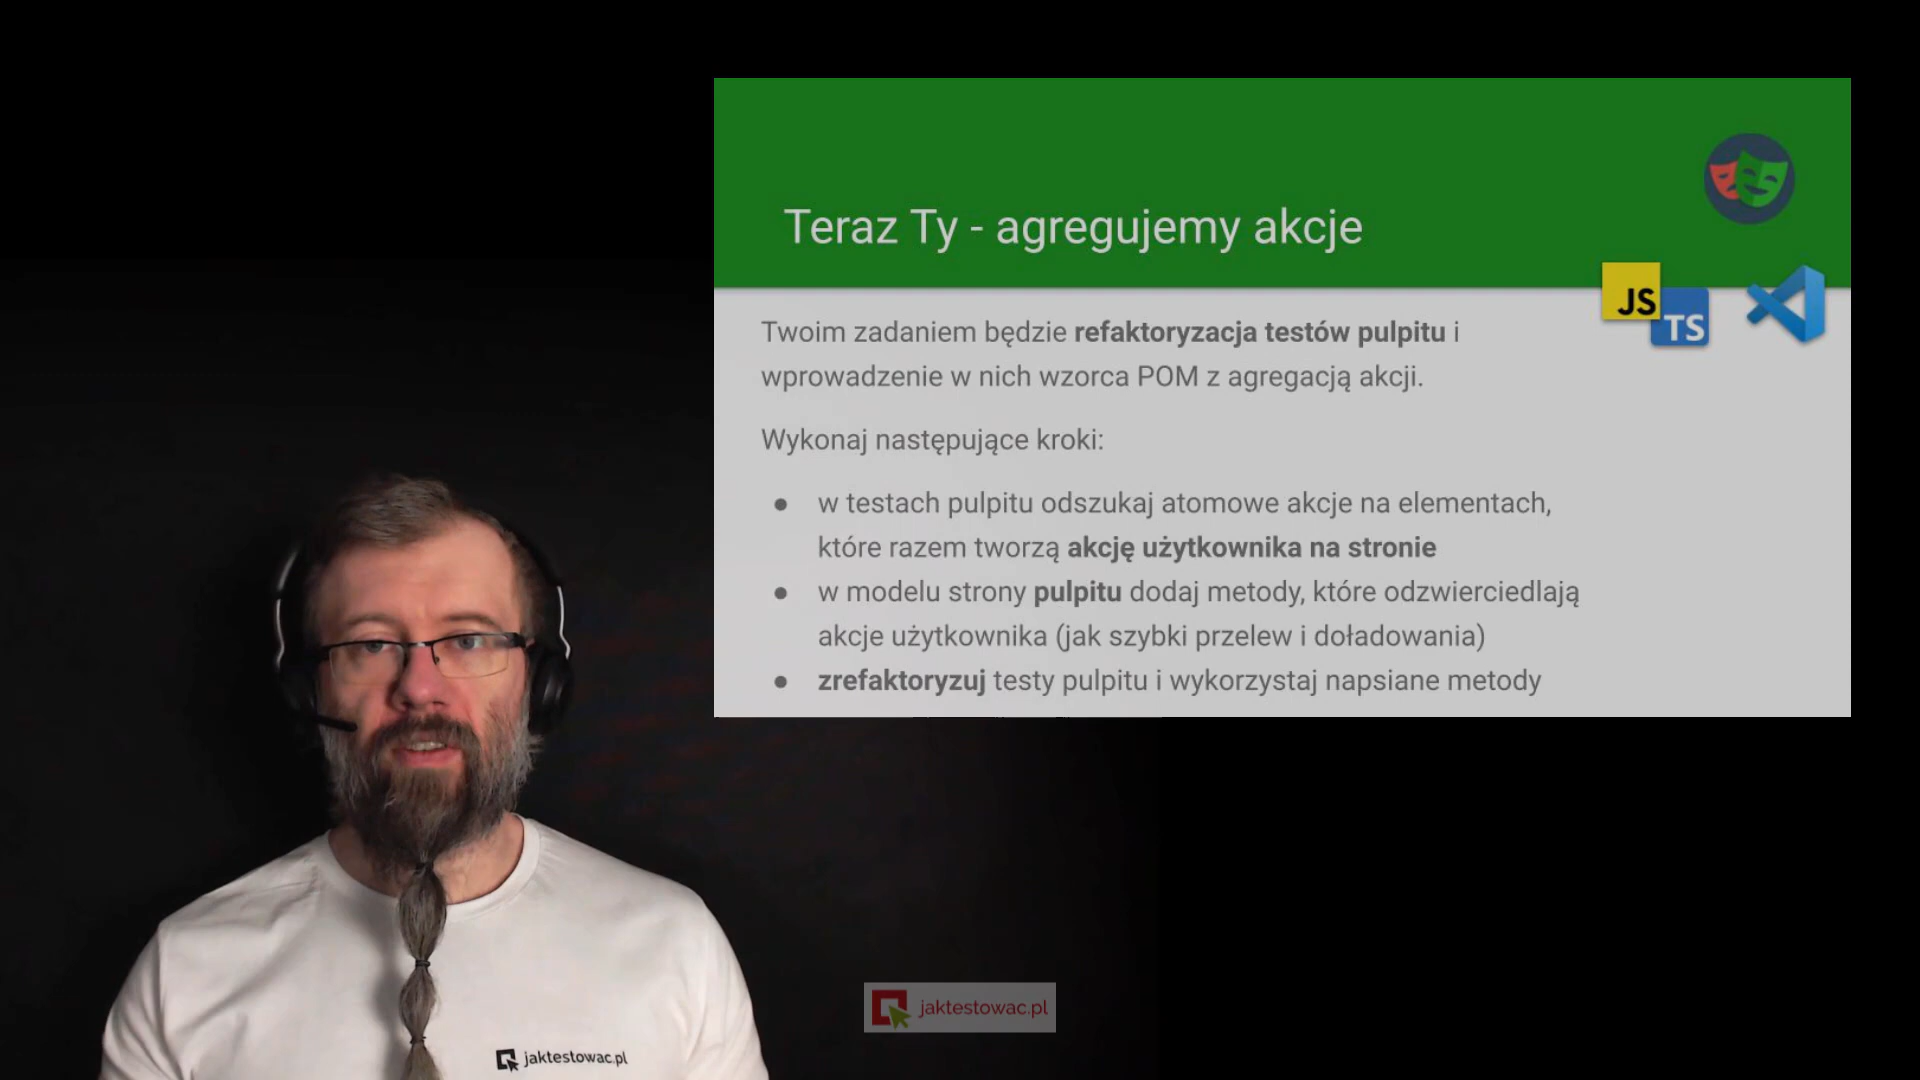 Teraz Ty - agregujemy akcje
JS
TS
Twoim zadaniem będzie refaktoryzacja testów pulpitu i
wprowadzenie w nich wzorca POM z agregacją akcji.
Wykonaj następujące kroki:
● w testach pulpitu odszukaj atomowe akcje na elementach,
które razem tworzą akcję użytkownika na stronie
● w modelu strony pulpitu dodaj metody, które odzwierciedlają
akcje użytkownika (jak szybki przelew i doładowania)
● zrefaktoryzuj testy pulpitu i wykorzystaj napsiane metody
jaktestowac.pl
jaktestowac.pl